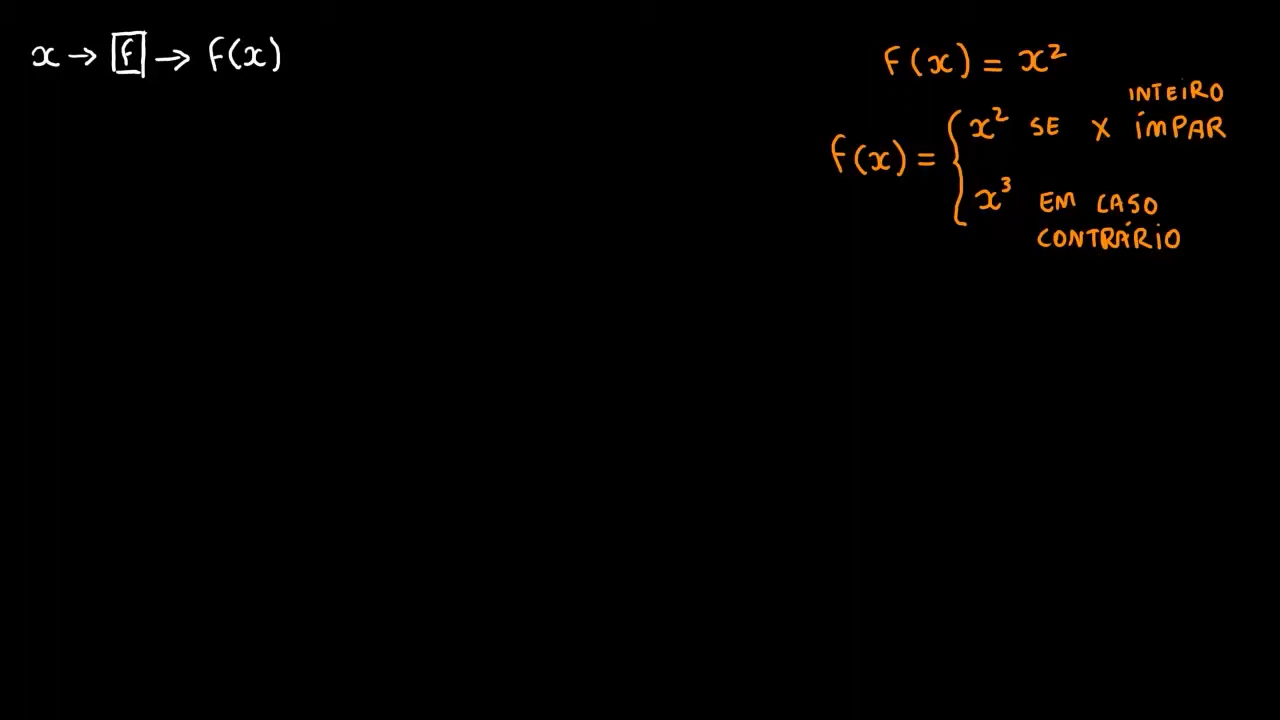 x → f → f(x)
f(x) = x²
INTEIRO
f(x) = { x² SE X ÍMPAR
x³ EM CASO
CONTRÁRIO